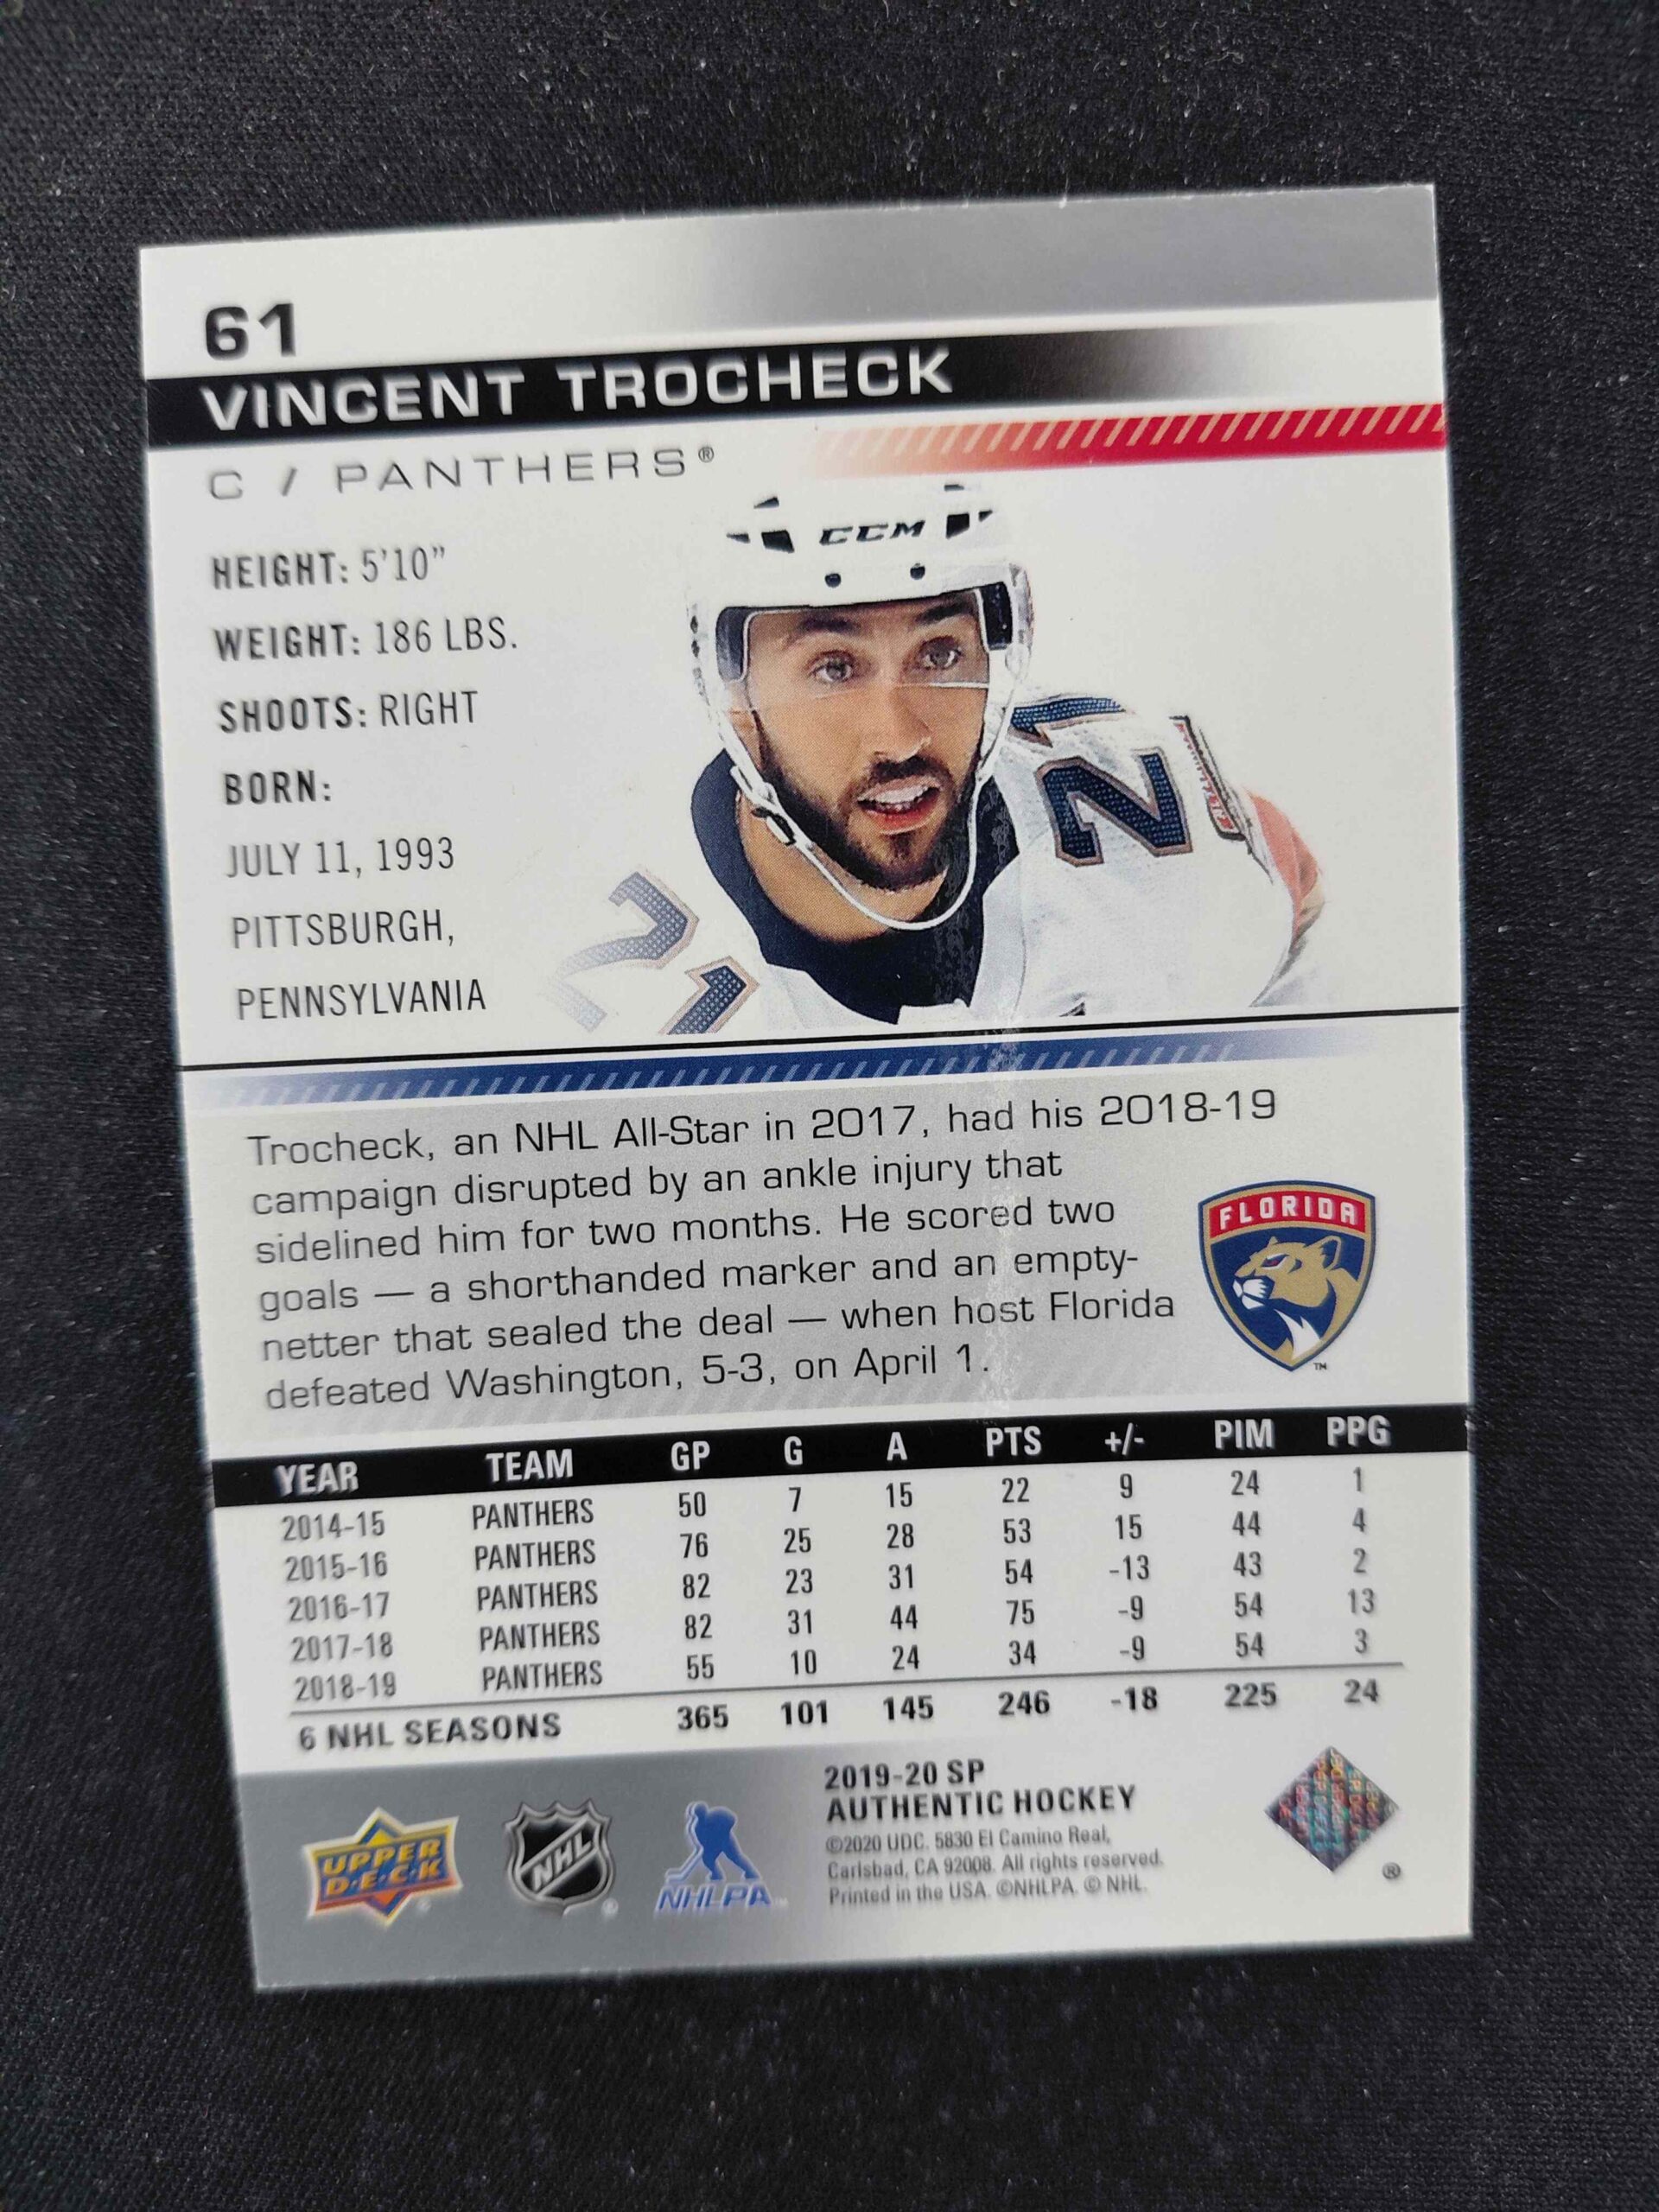 61
VINCENT TROCHECK
C / PANTHERS®
CCM
HEIGHT: 5'10"
WEIGHT: 186 LBS.
SHOOTS: RIGHT
BORN:
JULY 11, 1993
PITTSBURGH,
PENNSYLVANIA
21
21
Trocheck, an NHL All-Star in 2017, had his 2018-19
campaign disrupted by an ankle injury that
sidelined him for two months. He scored two
goals — a shorthanded marker and an empty-
netter that sealed the deal — when host Florida
defeated Washington, 5-3, on April 1.
FLORIDA
TM
YEAR TEAM GP G A PTS +/- PIM PPG
2014-15 PANTHERS 50 7 15 22 9 24 1
2015-16 PANTHERS 76 25 28 53 15 44 4
2016-17 PANTHERS 82 23 31 54 -13 43 2
2017-18 PANTHERS 82 31 44 75 -9 54 13
2018-19 PANTHERS 55 10 24 34 -9 54 3
6 NHL SEASONS 365 101 145 246 -18 225 24
UPPER
DECK
NHL
®
NHLPA
2019-20 SP
AUTHENTIC HOCKEY
©2020 UDC. 5830 El Camino Real,
Carlsbad, CA 92008. All rights reserved.
Printed in the USA. ©NHLPA. © NHL.
®